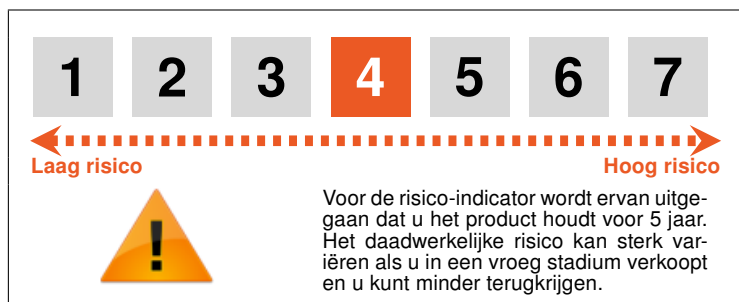 1 2 3 4 5 6 7
Laag risico Hoog risico
!
Voor de risico-indicator wordt ervan uitge-
gaan dat u het product houdt voor 5 jaar.
Het daadwerkelijke risico kan sterk var-
iëren als u in een vroeg stadium verkoopt
en u kunt minder terugkrijgen.